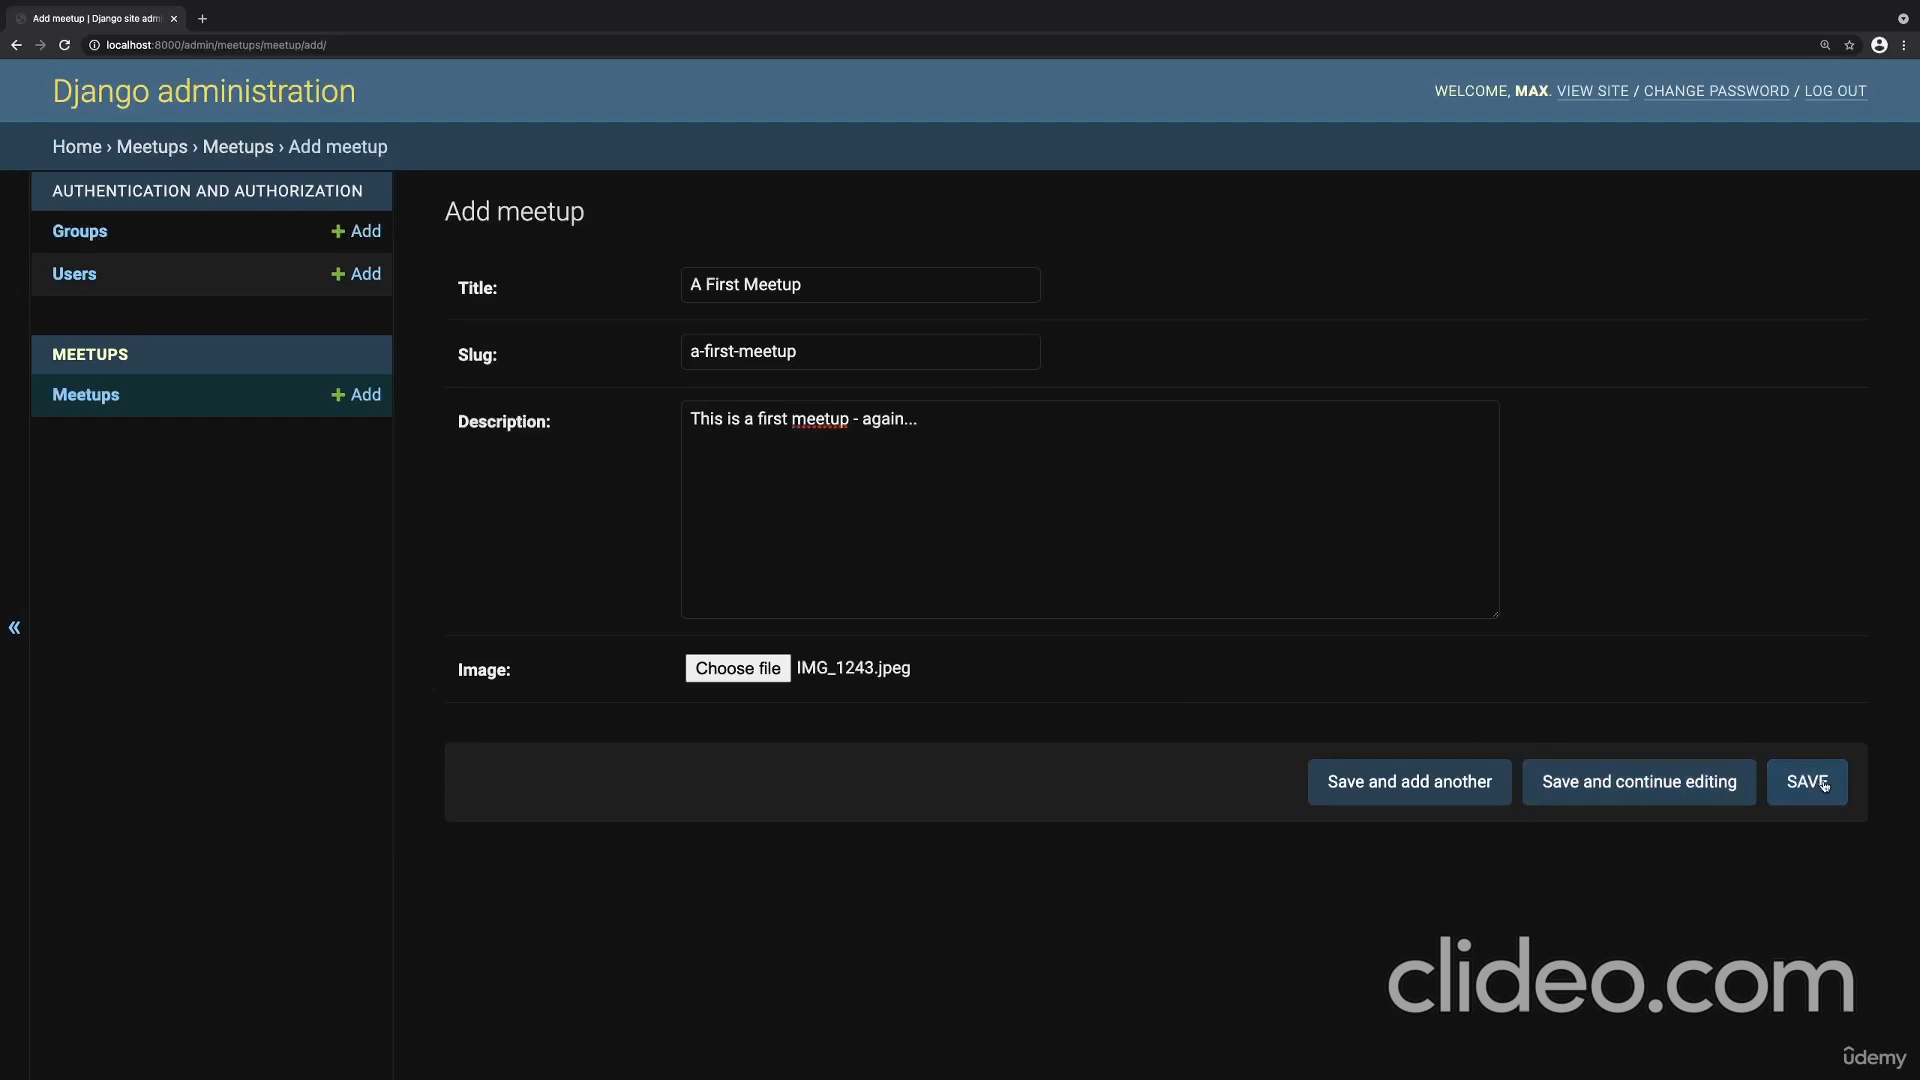 Add meetup | Django site adm
localhost:8000/admin/meetups/meetup/add/
Django administration
WELCOME, MAX. VIEW SITE / CHANGE PASSWORD / LOG OUT
Home › Meetups › Meetups › Add meetup
AUTHENTICATION AND AUTHORIZATION
Groups + Add
Users + Add
MEETUPS
Meetups + Add
«
Add meetup
Title: A First Meetup
Slug: a-first-meetup
Description: This is a first meetup - again...
Image: Choose file IMG_1243.jpeg
Save and add another Save and continue editing SAVE
clideo.com
ûdemy